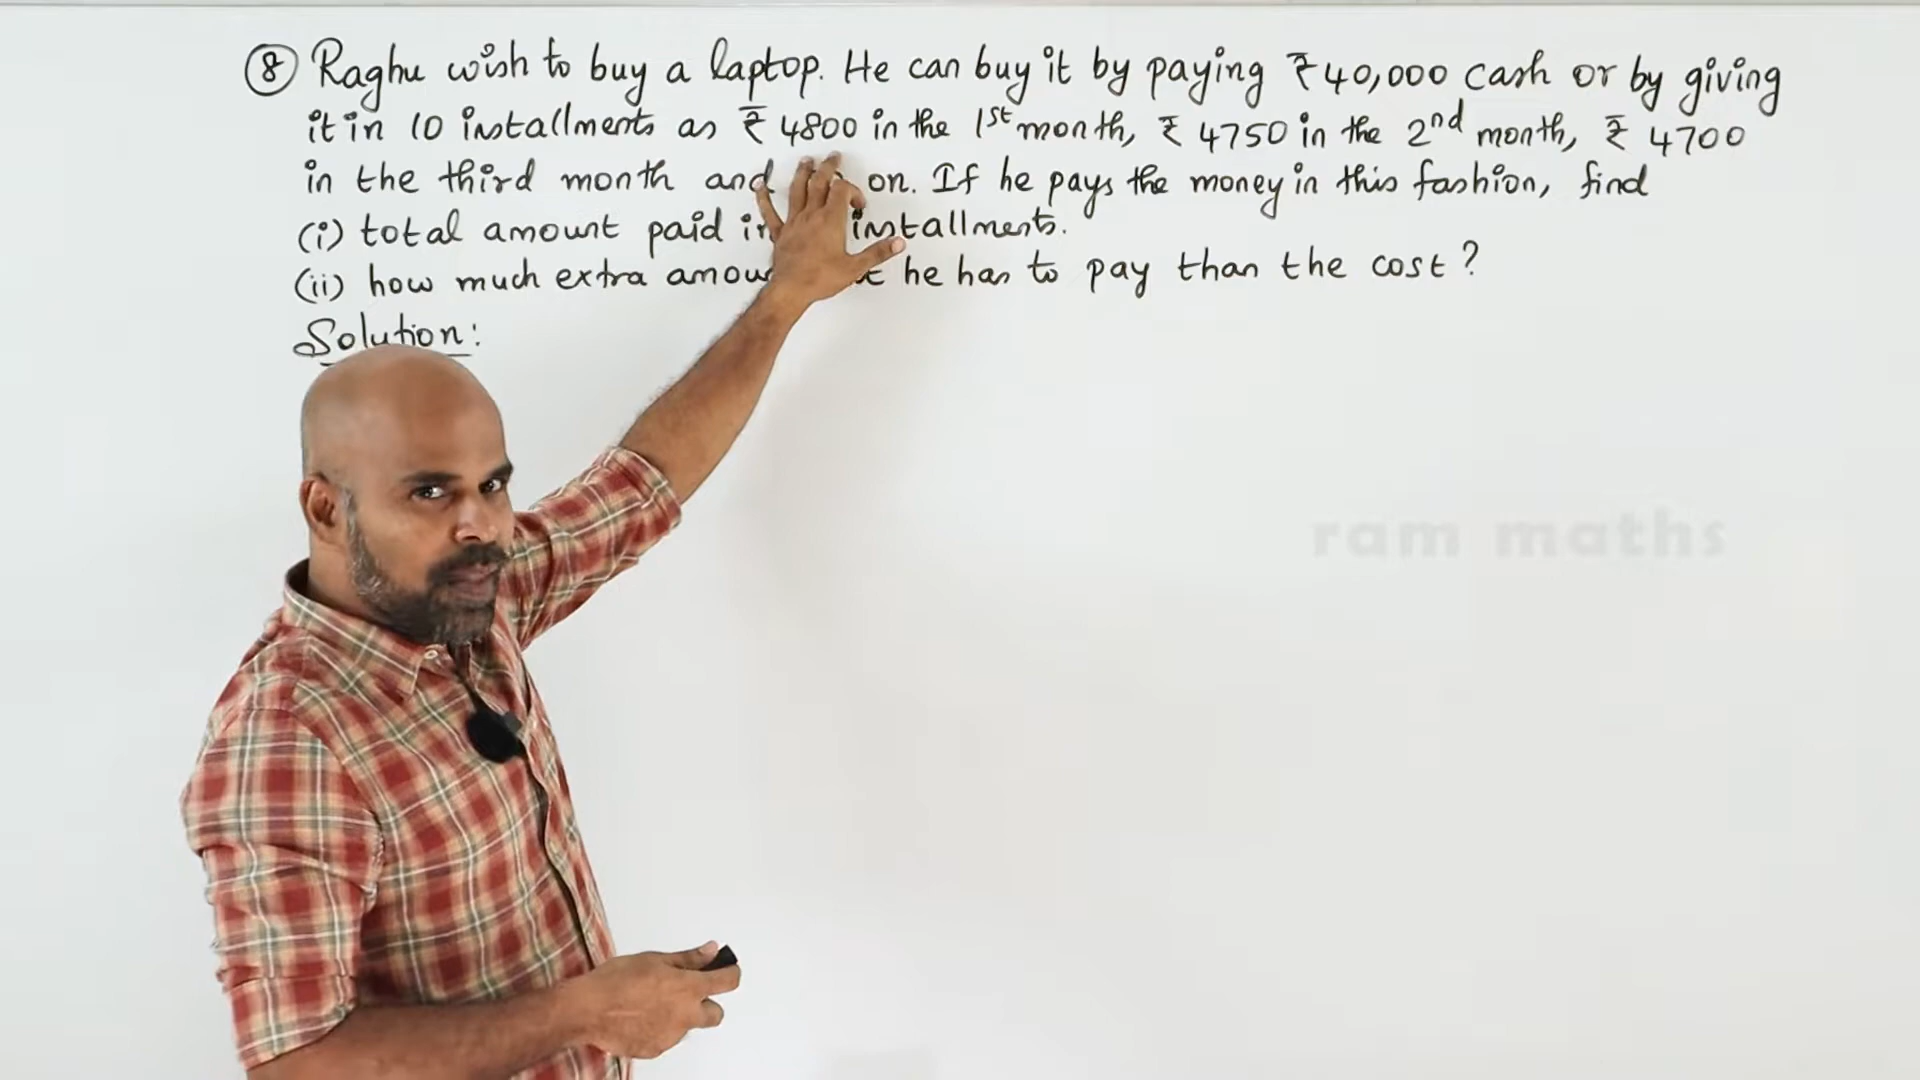 ⑧ Raghu wish to buy a laptop. He can buy it by paying ₹40,000 cash or by giving
it in 10 installments as ₹ 4800 in the 1st month, ₹ 4750 in the 2nd month, ₹ 4700
in the third month and on. If he pays the money in this fashion, find
(i) total amount paid in installments.
(ii) how much extra he has to pay than the cost?
Solution:
ram maths